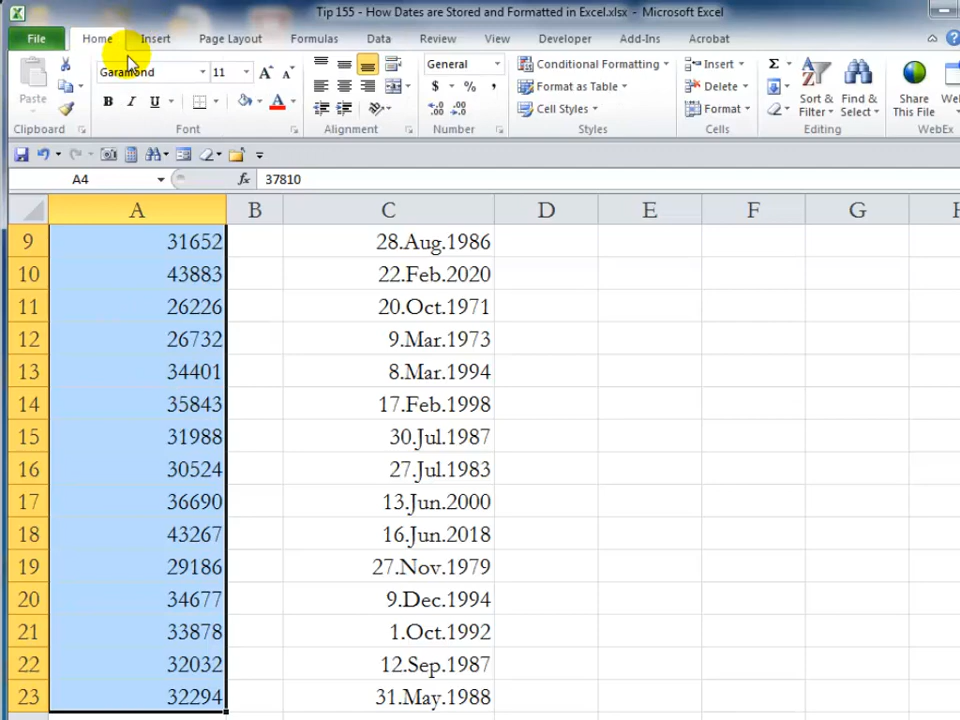 Tip 155 - How Dates are Stored and Formatted in Excel.xlsx - Microsoft Excel
File Home Insert Page Layout Formulas Data Review View Developer Add-Ins Acrobat
Garamond 11 General Conditional Formatting Insert Σ
Paste B I U $ % , Format as Table Delete Sort & Filter Find & Select Share This File
Cell Styles Format
Clipboard Font Alignment Number Styles Cells Editing WebEx
A4 fx 37810
A B C D E F G
9 31652 28.Aug.1986
10 43883 22.Feb.2020
11 26226 20.Oct.1971
12 26732 9.Mar.1973
13 34401 8.Mar.1994
14 35843 17.Feb.1998
15 31988 30.Jul.1987
16 30524 27.Jul.1983
17 36690 13.Jun.2000
18 43267 16.Jun.2018
19 29186 27.Nov.1979
20 34677 9.Dec.1994
21 33878 1.Oct.1992
22 32032 12.Sep.1987
23 32294 31.May.1988